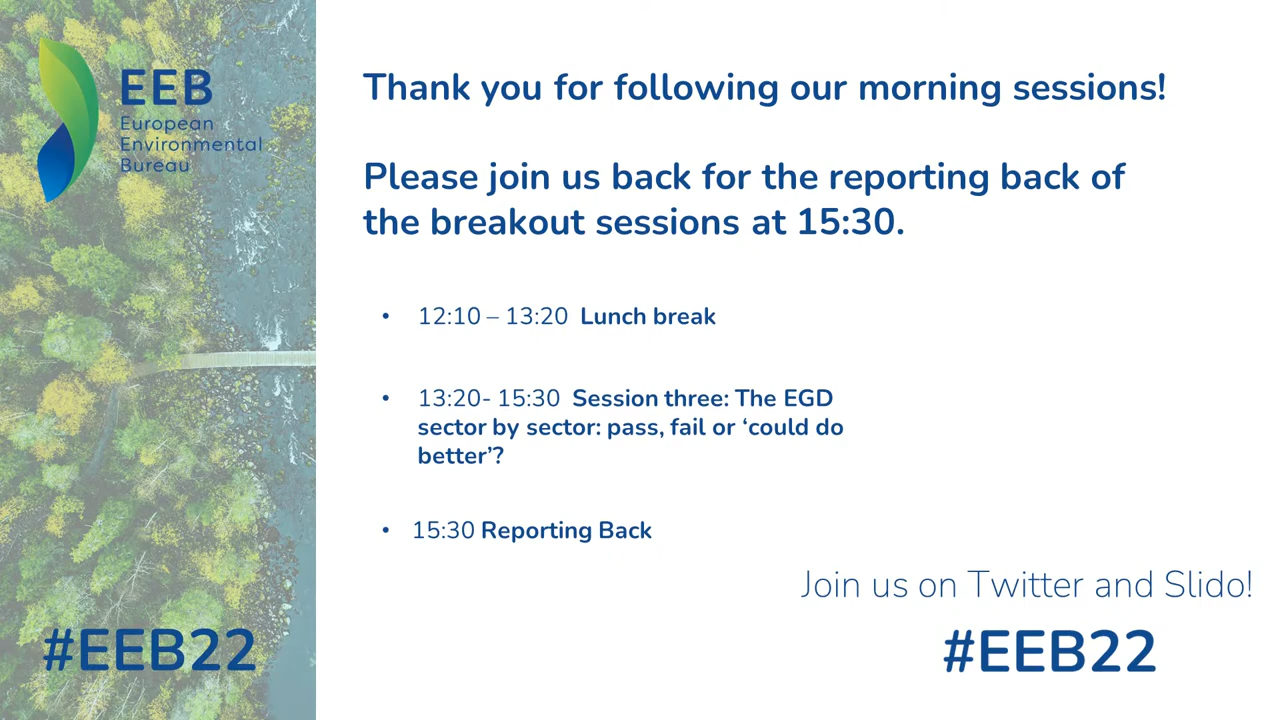 EEB
European
Environmental
Bureau
#EEB22
Thank you for following our morning sessions!
Please join us back for the reporting back of
the breakout sessions at 15:30.
• 12:10 – 13:20 Lunch break
• 13:20- 15:30 Session three: The EGD
sector by sector: pass, fail or ‘could do
better’?
• 15:30 Reporting Back
Join us on Twitter and Slido!
#EEB22